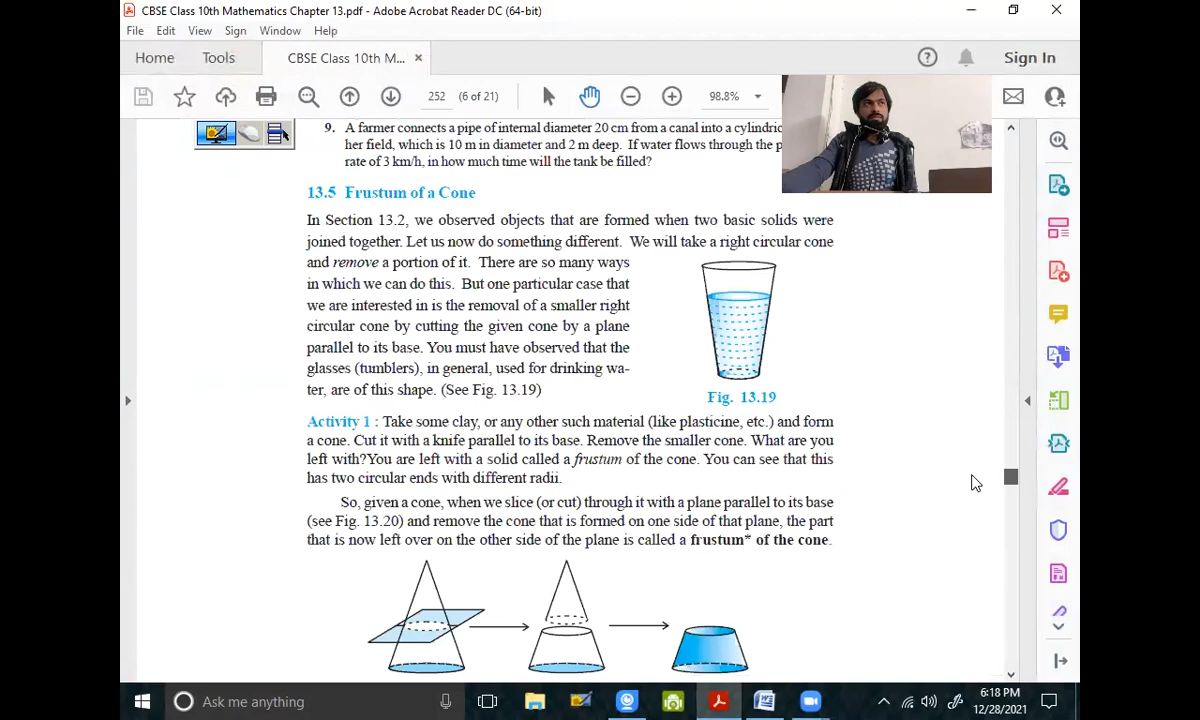 CBSE Class 10th Mathematics Chapter 13.pdf - Adobe Acrobat Reader DC (64-bit)
File Edit View Sign Window Help
Home Tools CBSE Class 10th M... × Sign In
252 (6 of 21) 98.8%
9. A farmer connects a pipe of internal diameter 20 cm from a canal into a cylindric
her field, which is 10 m in diameter and 2 m deep. If water flows through the p
rate of 3 km/h, in how much time will the tank be filled?
13.5 Frustum of a Cone
In Section 13.2, we observed objects that are formed when two basic solids were
joined together. Let us now do something different. We will take a right circular cone
and remove a portion of it. There are so many ways
in which we can do this. But one particular case that
we are interested in is the removal of a smaller right
circular cone by cutting the given cone by a plane
parallel to its base. You must have observed that the
glasses (tumblers), in general, used for drinking wa-
ter, are of this shape. (See Fig. 13.19)
Fig. 13.19
Activity 1 : Take some clay, or any other such material (like plasticine, etc.) and form
a cone. Cut it with a knife parallel to its base. Remove the smaller cone. What are you
left with?You are left with a solid called a frustum of the cone. You can see that this
has two circular ends with different radii.
So, given a cone, when we slice (or cut) through it with a plane parallel to its base
(see Fig. 13.20) and remove the cone that is formed on one side of that plane, the part
that is now left over on the other side of the plane is called a frustum* of the cone.
Ask me anything
6:18 PM
12/28/2021